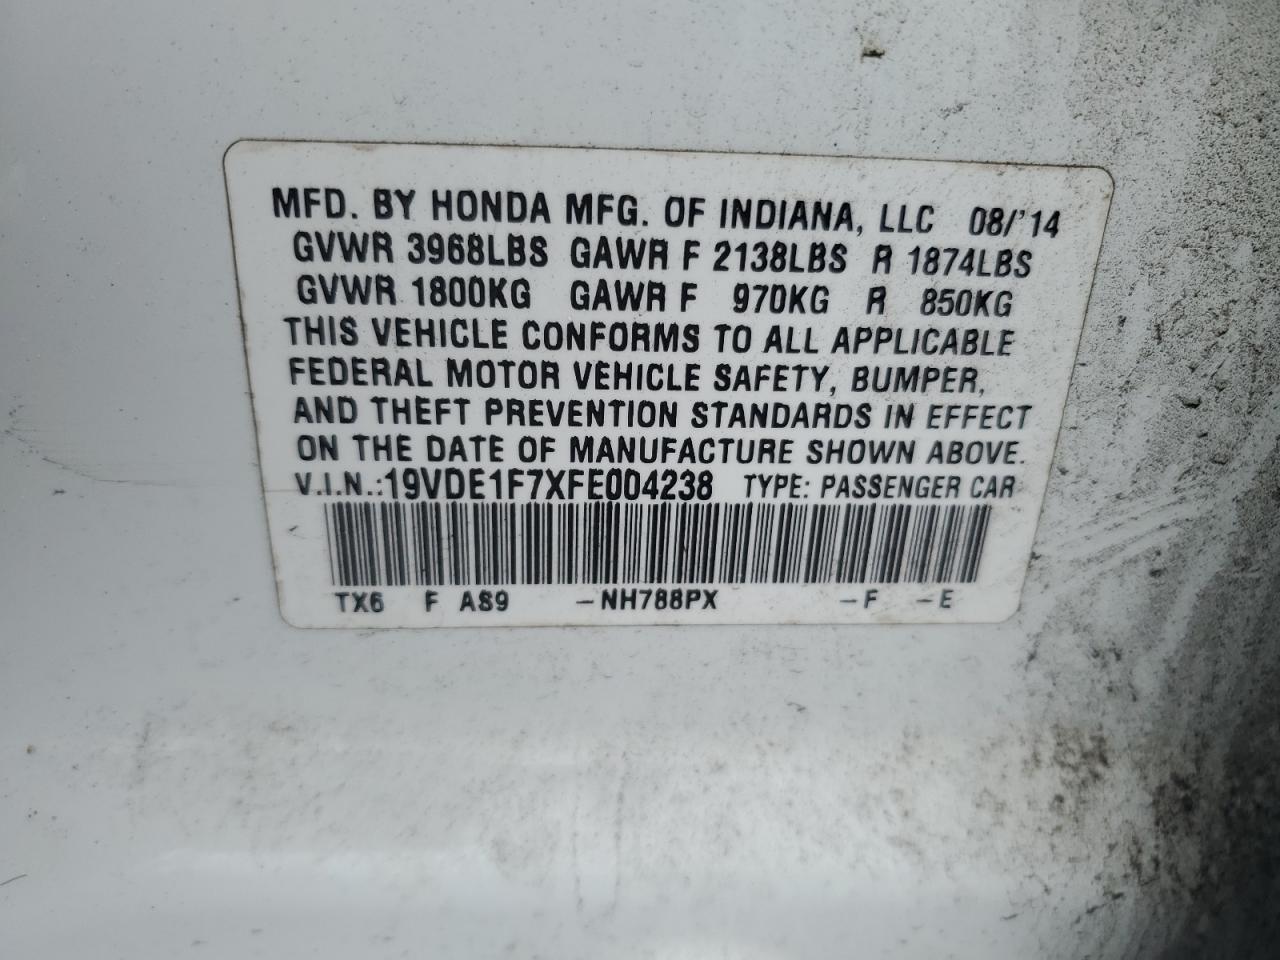 MFD. BY HONDA MFG. OF INDIANA, LLC 08/'14
GVWR 3968LBS GAWR F 2138LBS R 1874LBS
GVWR 1800KG GAWR F 970KG R 850KG
THIS VEHICLE CONFORMS TO ALL APPLICABLE
FEDERAL MOTOR VEHICLE SAFETY, BUMPER,
AND THEFT PREVENTION STANDARDS IN EFFECT
ON THE DATE OF MANUFACTURE SHOWN ABOVE.
V.I.N.:19VDE1F7XFE004238 TYPE: PASSENGER CAR
TX6 F AS9 -NH788PX -F -E